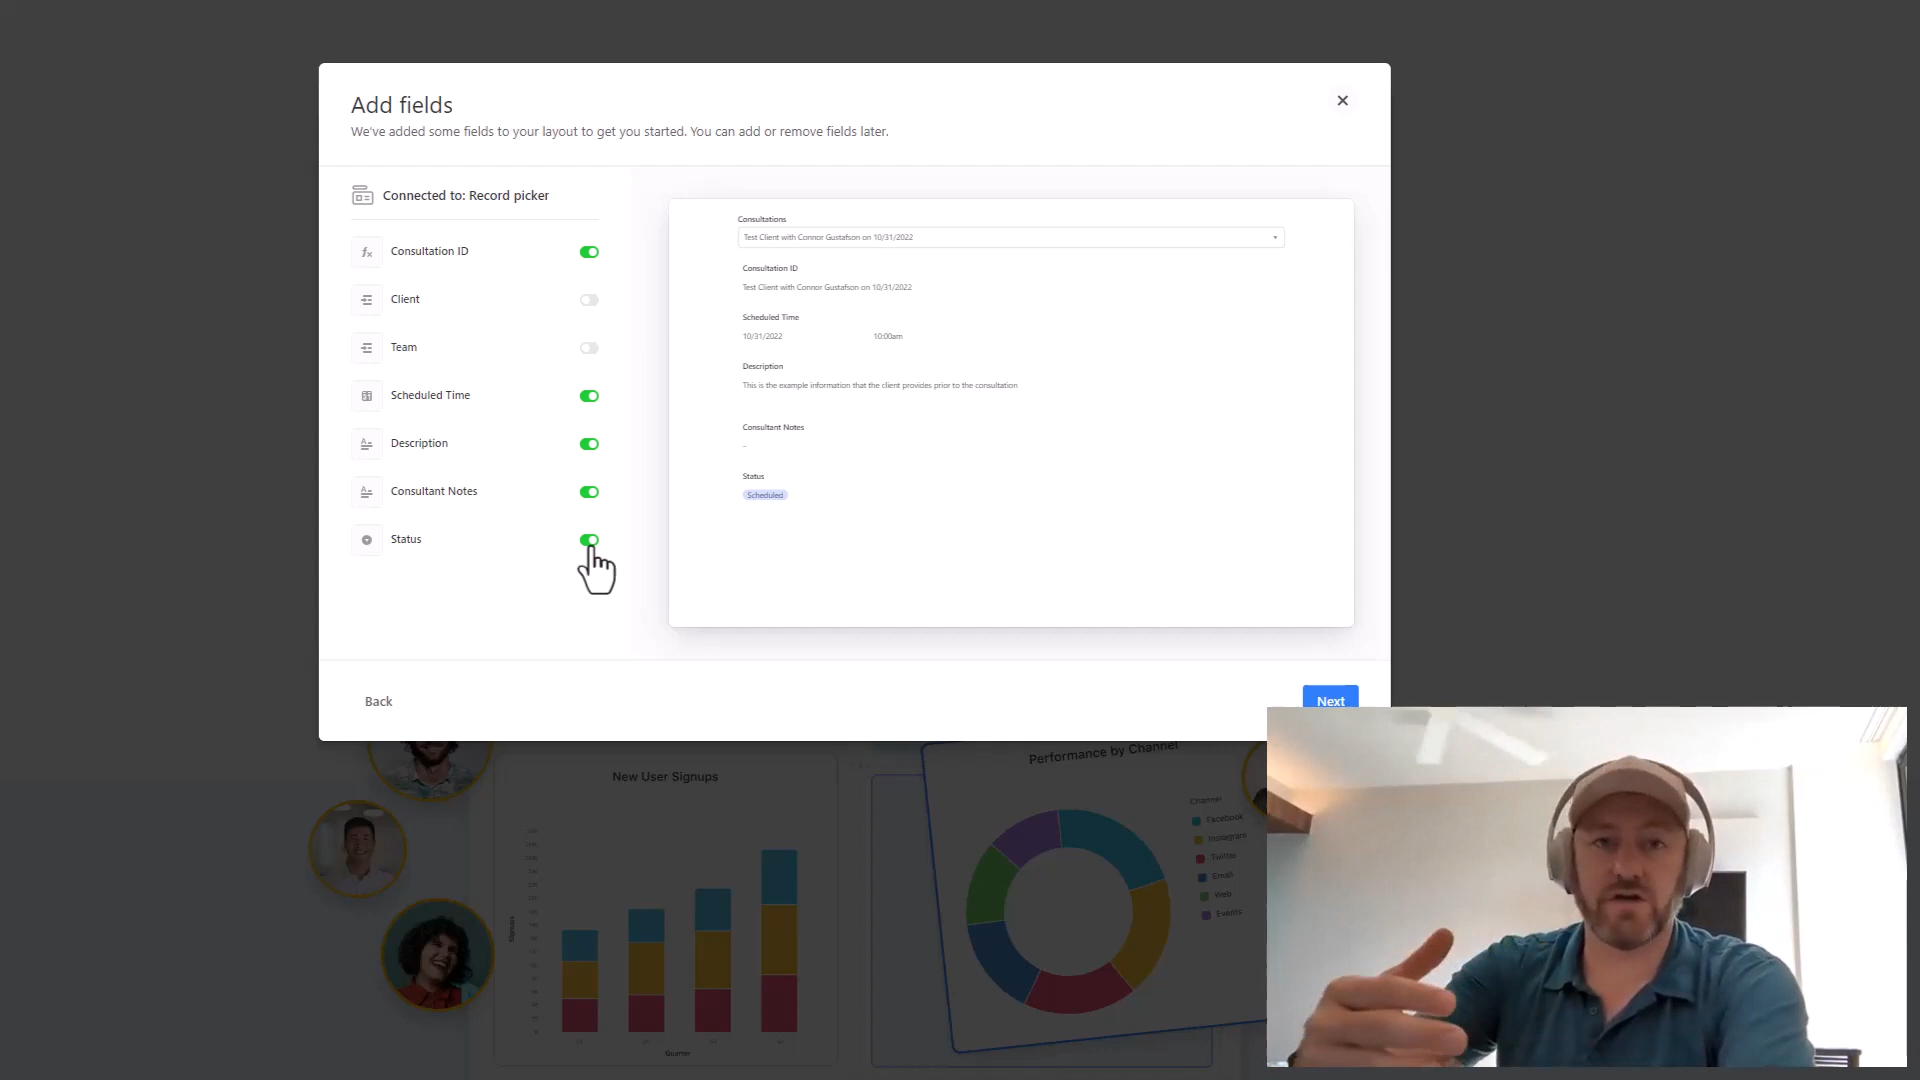 Add fields
We've added some fields to your layout to get you started. You can add or remove fields later.
Connected to: Record picker
Consultation ID
Client
Team
Scheduled Time
Description
Consultant Notes
Status
Consultations
Test Client with Connor Gustafson on 10/31/2022
Consultation ID
Test Client with Connor Gustafson on 10/31/2022
Scheduled Time
10/31/2022 10:00am
Description
This is the example information that the client provides prior to the consultation
Consultant Notes
–
Status
Scheduled
Back
Next
New User Signups
Signups
Quarter
Performance by Channel
Channel
Facebook
Instagram
Twitter
Email
Web
Events